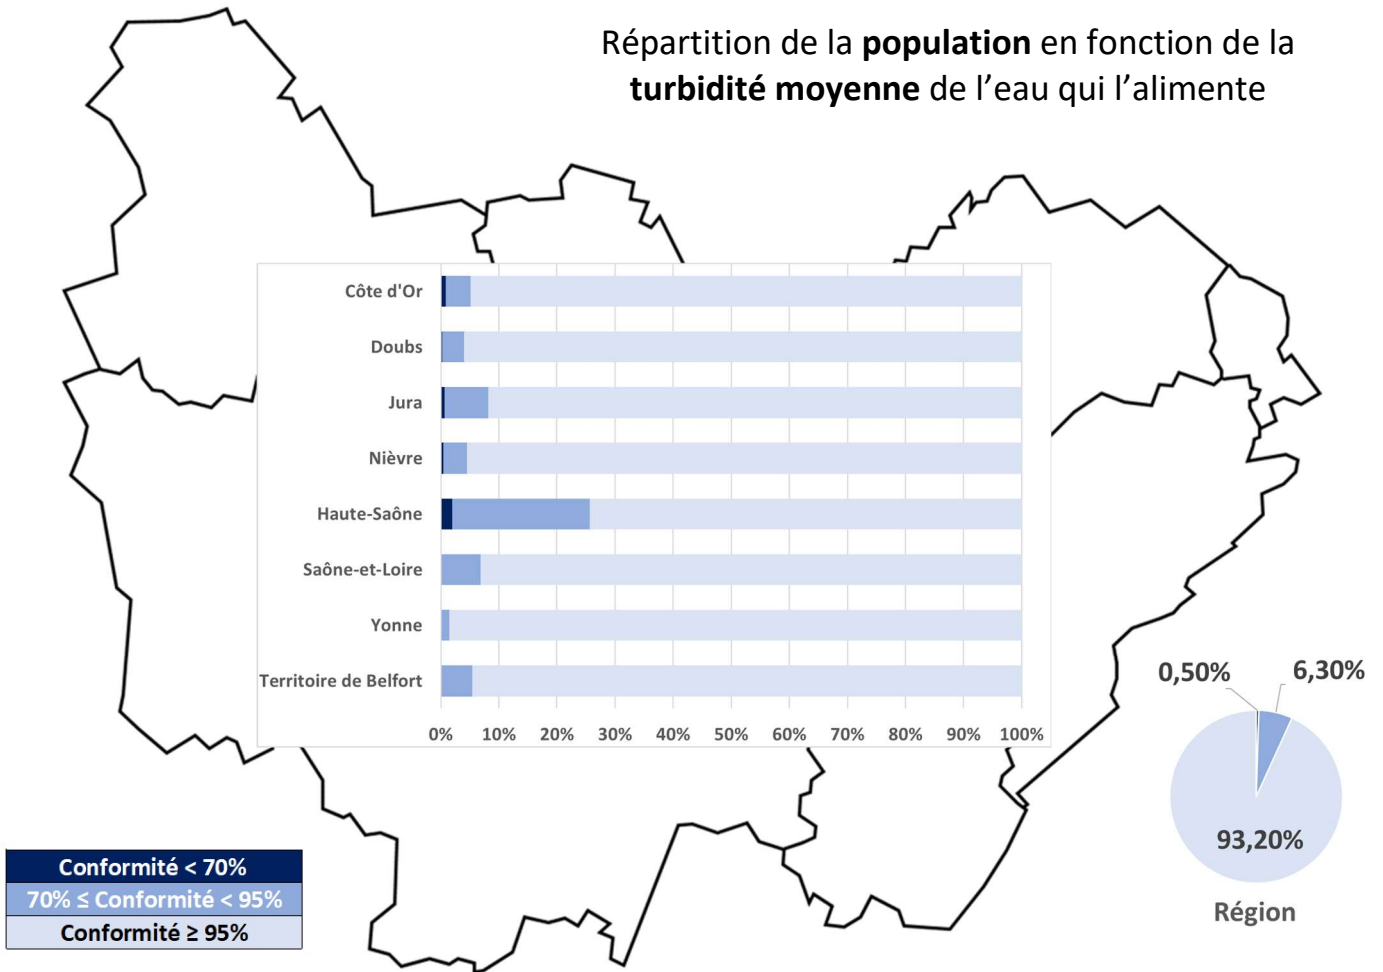 Répartition de la population en fonction de la
turbidité moyenne de l'eau qui l'alimente
Côte d'Or
Doubs
Jura
Nièvre
Haute-Saône
Saône-et-Loire
Yonne
Territoire de Belfort
0% 10% 20% 30% 40% 50% 60% 70% 80% 90% 100%
0,50% 6,30%
93,20%
Région
Conformité < 70%
70% ≤ Conformité < 95%
Conformité ≥ 95%